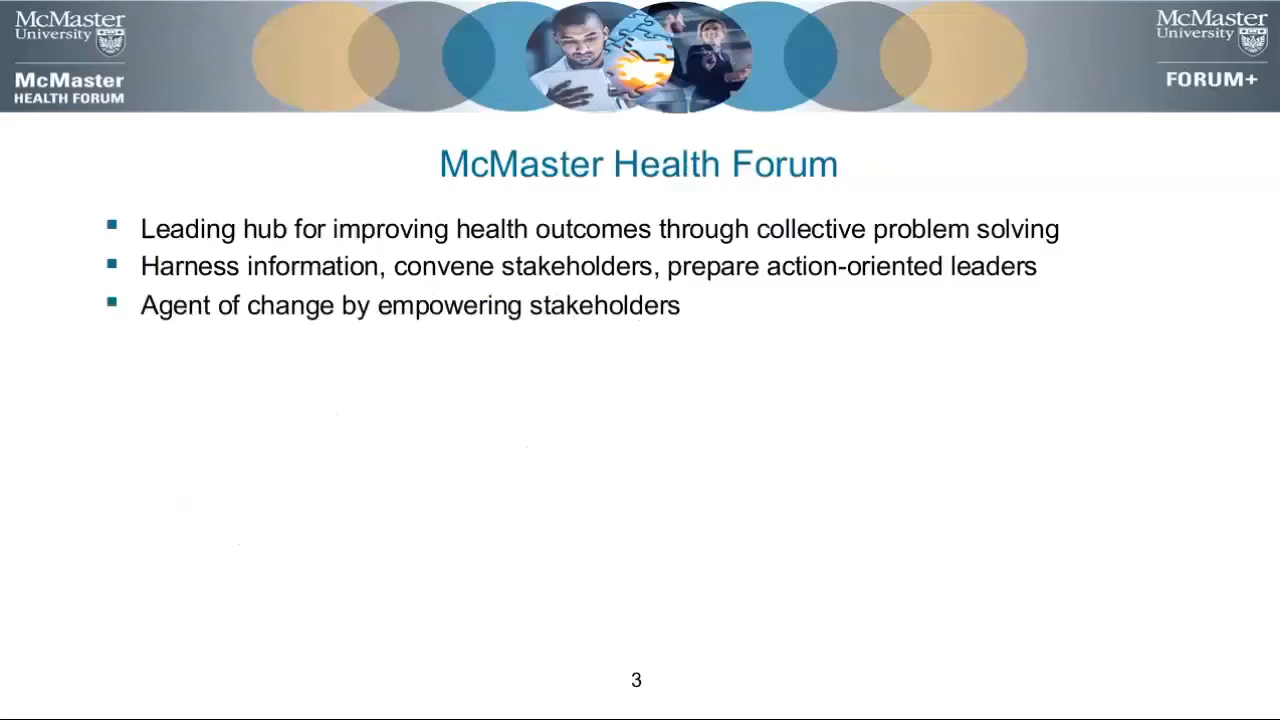 McMaster
University
McMaster
HEALTH FORUM
McMaster
University
FORUM+
McMaster Health Forum
Leading hub for improving health outcomes through collective problem solving
Harness information, convene stakeholders, prepare action-oriented leaders
Agent of change by empowering stakeholders
3